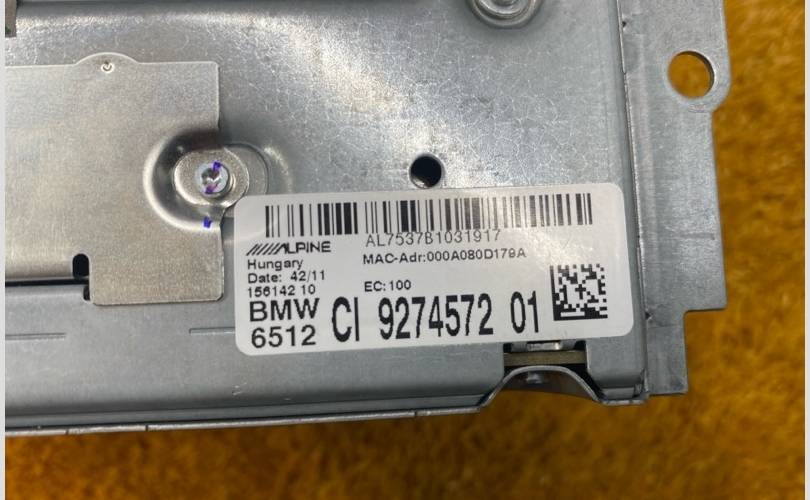 AL7537B1031917
ALPINE
MAC-Adr:000A080D179A
Hungary
Date: 42/11
156142 10
EC:100
BMW
6512
CI 9274572 01